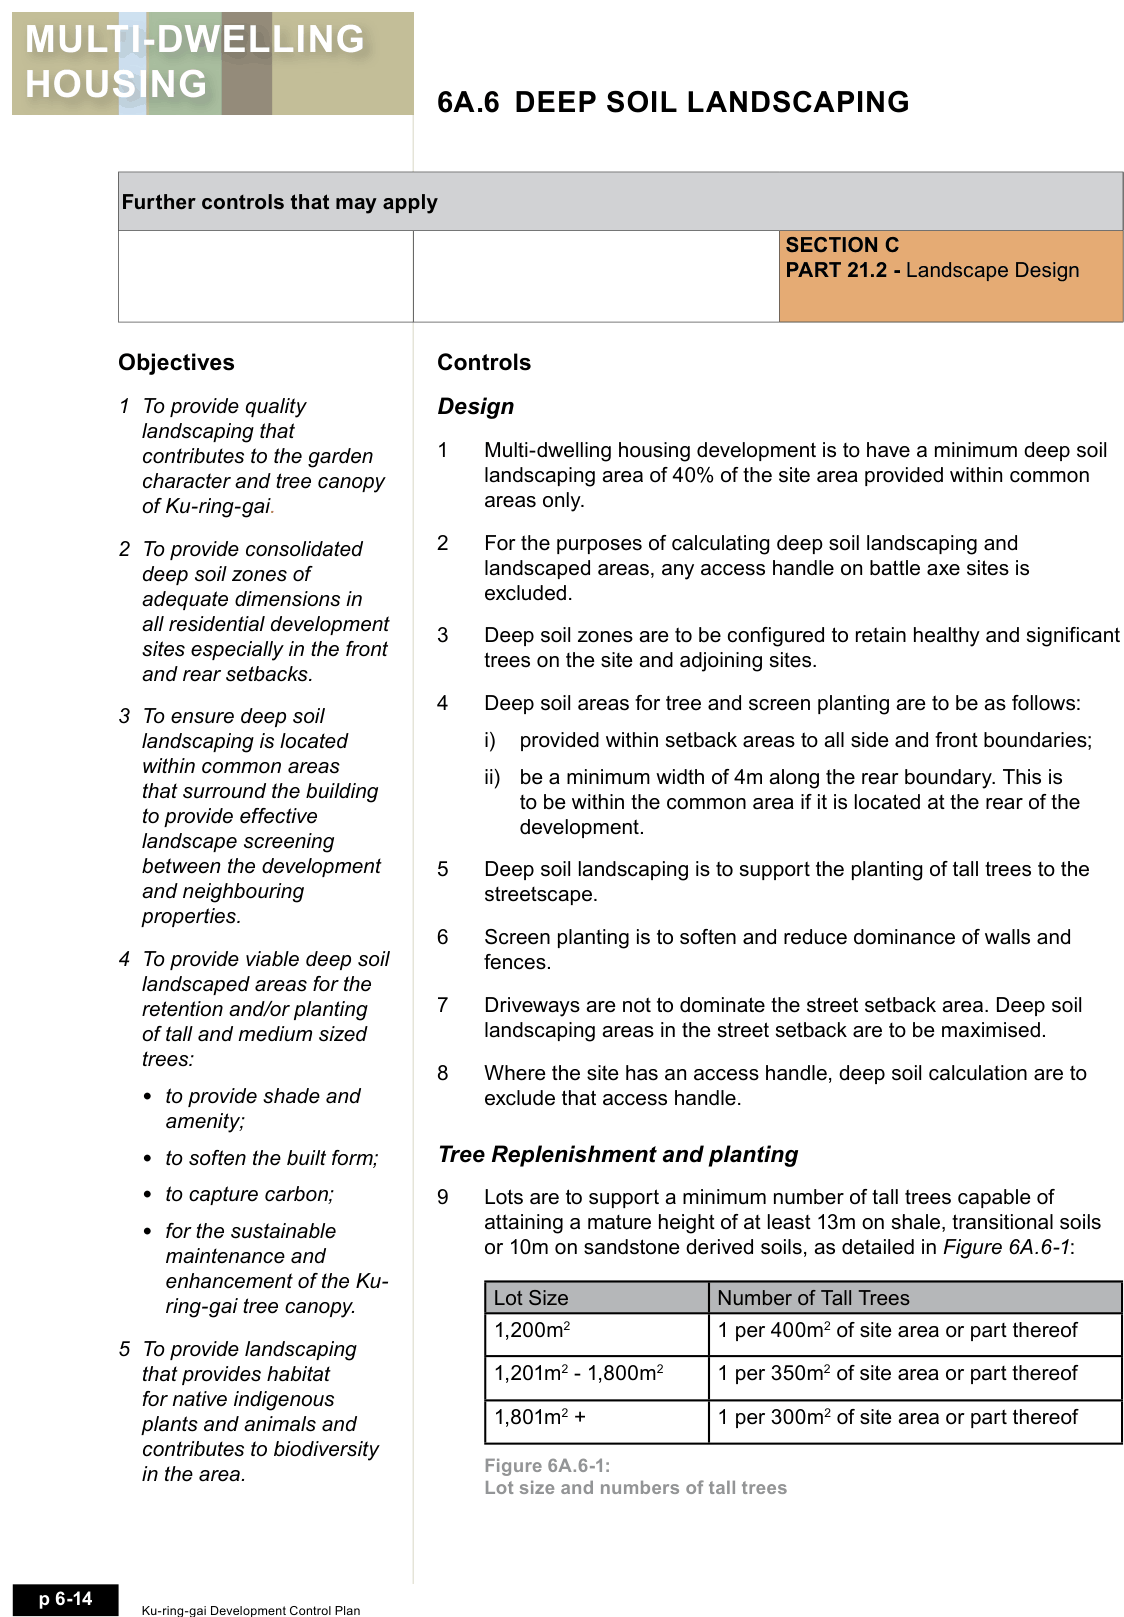 MULTI-DWELLING
HOUSING
6A.6 DEEP SOIL LANDSCAPING
Further controls that may apply
SECTION C
PART 21.2 - Landscape Design
Objectives
1 To provide quality
landscaping that
contributes to the garden
character and tree canopy
of Ku-ring-gai.
2 To provide consolidated
deep soil zones of
adequate dimensions in
all residential development
sites especially in the front
and rear setbacks.
3 To ensure deep soil
landscaping is located
within common areas
that surround the building
to provide effective
landscape screening
between the development
and neighbouring
properties.
4 To provide viable deep soil
landscaped areas for the
retention and/or planting
of tall and medium sized
trees:
• to provide shade and
amenity;
• to soften the built form;
• to capture carbon;
• for the sustainable
maintenance and
enhancement of the Ku-
ring-gai tree canopy.
5 To provide landscaping
that provides habitat
for native indigenous
plants and animals and
contributes to biodiversity
in the area.
Controls
Design
1 Multi-dwelling housing development is to have a minimum deep soil
landscaping area of 40% of the site area provided within common
areas only.
2 For the purposes of calculating deep soil landscaping and
landscaped areas, any access handle on battle axe sites is
excluded.
3 Deep soil zones are to be configured to retain healthy and significant
trees on the site and adjoining sites.
4 Deep soil areas for tree and screen planting are to be as follows:
i) provided within setback areas to all side and front boundaries;
ii) be a minimum width of 4m along the rear boundary. This is
to be within the common area if it is located at the rear of the
development.
5 Deep soil landscaping is to support the planting of tall trees to the
streetscape.
6 Screen planting is to soften and reduce dominance of walls and
fences.
7 Driveways are not to dominate the street setback area. Deep soil
landscaping areas in the street setback are to be maximised.
8 Where the site has an access handle, deep soil calculation are to
exclude that access handle.
Tree Replenishment and planting
9 Lots are to support a minimum number of tall trees capable of
attaining a mature height of at least 13m on shale, transitional soils
or 10m on sandstone derived soils, as detailed in Figure 6A.6-1:
Lot Size Number of Tall Trees
1,200m² 1 per 400m² of site area or part thereof
1,201m² - 1,800m² 1 per 350m² of site area or part thereof
1,801m² + 1 per 300m² of site area or part thereof
Figure 6A.6-1:
Lot size and numbers of tall trees
p 6-14
Ku-ring-gai Development Control Plan